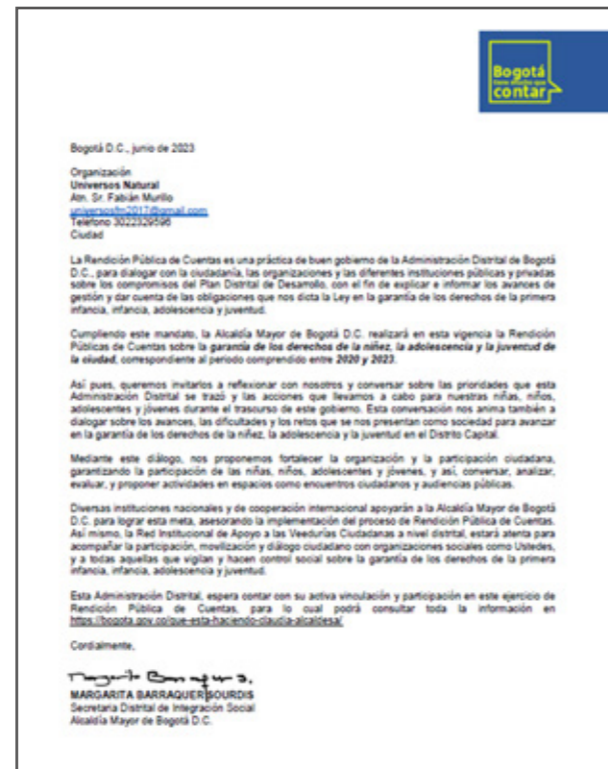 Bogotá
contar
Bogotá D.C., junio de 2023
Organización
Universos Natural
Atn. Sr. Fabián Murillo
universosfm2017@gmail.com
Teléfono 3022329596
Ciudad
La Rendición Pública de Cuentas es una práctica de buen gobierno de la Administración Distrital de Bogotá
D.C., para dialogar con la ciudadanía, las organizaciones y las diferentes instituciones públicas y privadas
sobre los compromisos del Plan Distrital de Desarrollo, con el fin de explicar e informar los avances de
gestión y dar cuenta de las obligaciones que nos dicta la Ley en la garantía de los derechos de la primera
infancia, infancia, adolescencia y juventud.
Cumpliendo este mandato, la Alcaldía Mayor de Bogotá D.C. realizará en esta vigencia la Rendición
Públicas de Cuentas sobre la garantía de los derechos de la niñez, la adolescencia y la juventud de
la ciudad, correspondiente al periodo comprendido entre 2020 y 2023.
Así pues, queremos invitarlos a reflexionar con nosotros y conversar sobre las prioridades que esta
Administración Distrital se trazó y las acciones que llevamos a cabo para nuestras niñas, niños,
adolescentes y jóvenes durante el trascurso de este gobierno. Esta conversación nos anima también a
dialogar sobre los avances, las dificultades y los retos que se nos presentan como sociedad para avanzar
en la garantía de los derechos de la niñez, la adolescencia y la juventud en el Distrito Capital.
Mediante este diálogo, nos proponemos fortalecer la organización y la participación ciudadana,
garantizando la participación de las niñas, niños, adolescentes y jóvenes, y así, conversar, analizar,
evaluar, y proponer actividades en espacios como encuentros ciudadanos y audiencias públicas.
Diversas instituciones nacionales y de cooperación internacional apoyarán a la Alcaldía Mayor de Bogotá
D.C. para lograr esta meta, asesorando la implementación del proceso de Rendición Pública de Cuentas.
Así mismo, la Red Institucional de Apoyo a las Veedurías Ciudadanas a nivel distrital, estará atenta para
acompañar la participación, movilización y diálogo ciudadano con organizaciones sociales como Ustedes,
y a todas aquellas que vigilan y hacen control social sobre la garantía de los derechos de la primera
infancia, infancia, adolescencia y juventud.
Esta Administración Distrital, espera contar con su activa vinculación y participación en este ejercicio de
Rendición Pública de Cuentas, para lo cual podrá consultar toda la información en
https://bogota.gov.co/que-esta-haciendo-claudia-alcaldesa/
Cordialmente,
MARGARITA BARRAQUER SOURDIS
Secretaria Distrital de Integración Social
Alcaldía Mayor de Bogotá D.C.